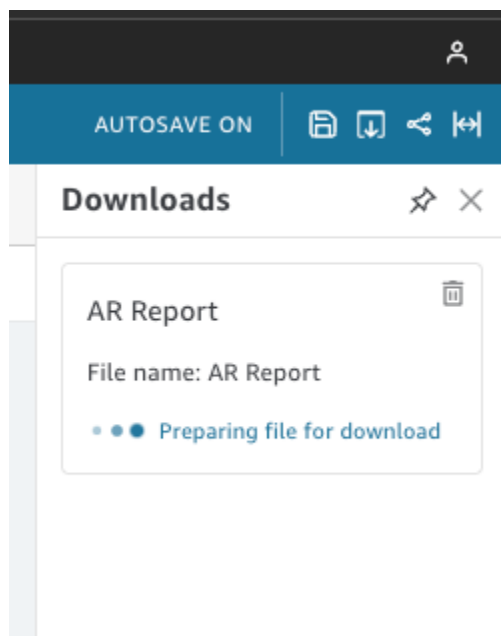 AUTOSAVE ON
Downloads
AR Report
File name: AR Report
Preparing file for download